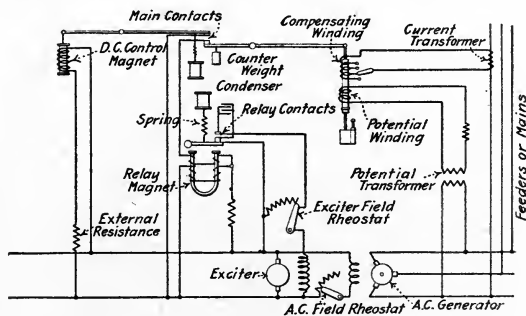 Main Contacts
Compensating
Winding
Current
Transformer
D.C. Control
Magnet
Counter
Weight
Condenser
Relay Contacts
Spring
Potential
Winding
Feeders or Mains
Relay
Magnet
Potential
Transformer
External
Resistance
Exciter Field
Rheostat
Exciter
A.C. Field Rheostat
A.C. Generator